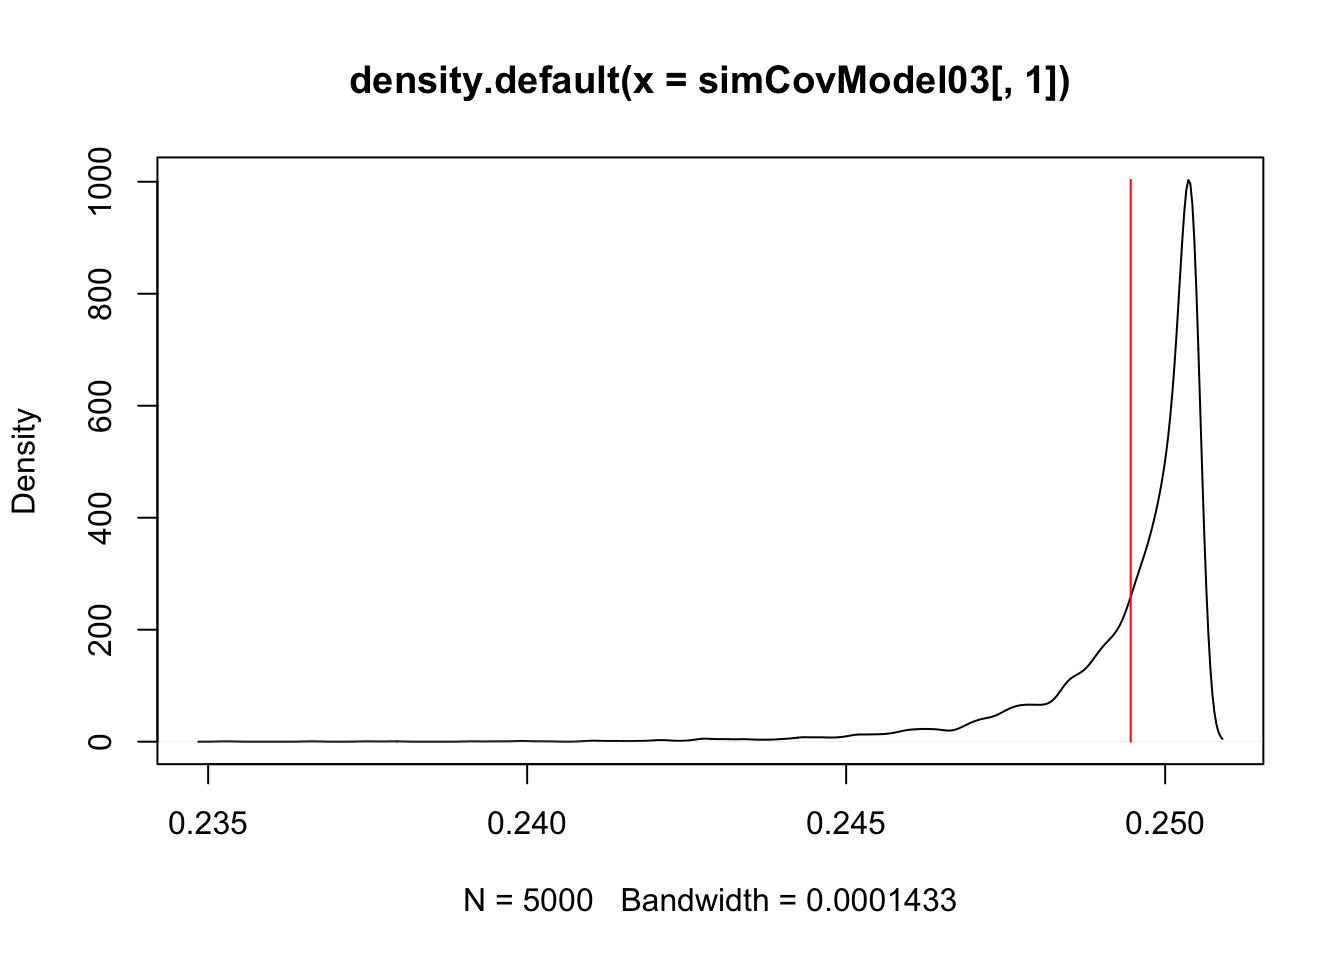 density.default(x = simCovModel03[, 1])
Density
1000
800
600
400
200
0
0.235 0.240 0.245 0.250
N = 5000 Bandwidth = 0.0001433